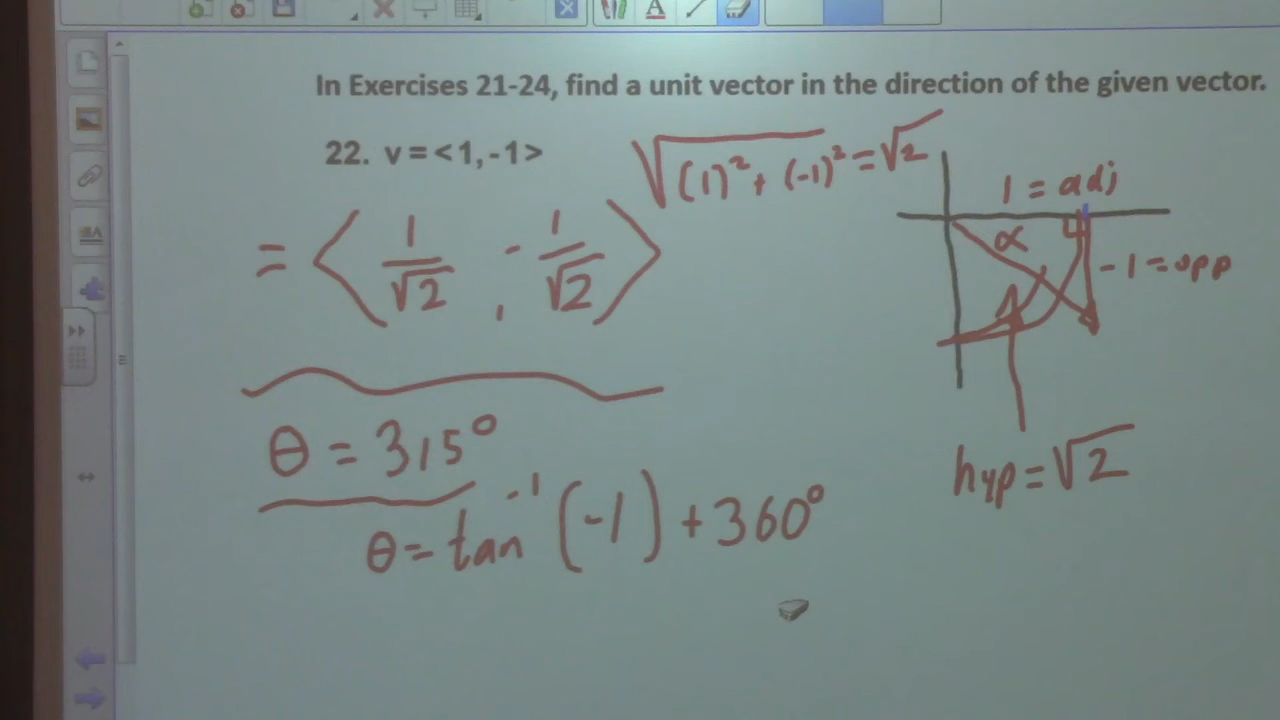 In Exercises 21-24, find a unit vector in the direction of the given vector.
22. v = <1, -1>
√(1)² + (-1)² = √2
= < 1/√2 , -1/√2 >
1 = adj
α
-1 = opp
hyp = √2
θ = 315°
θ = tan⁻¹ (-1) + 360°